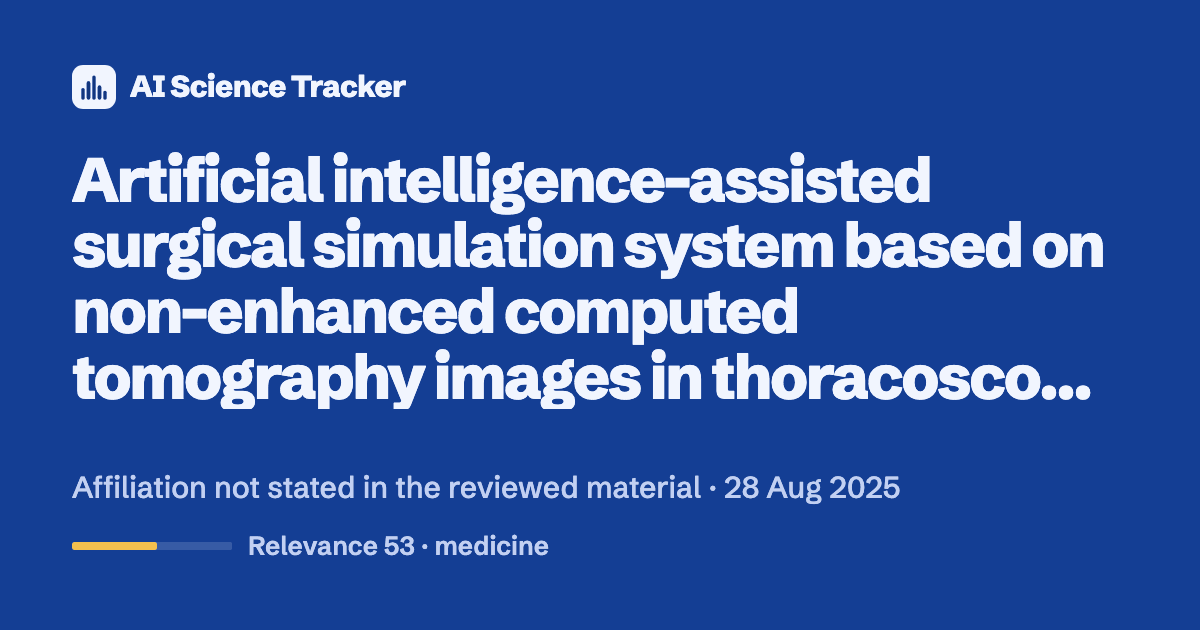 AI Science Tracker
Artificial intelligence-assisted
surgical simulation system based on
non-enhanced computed
tomography images in thoracosco...
Affiliation not stated in the reviewed material · 28 Aug 2025
Relevance 53 · medicine